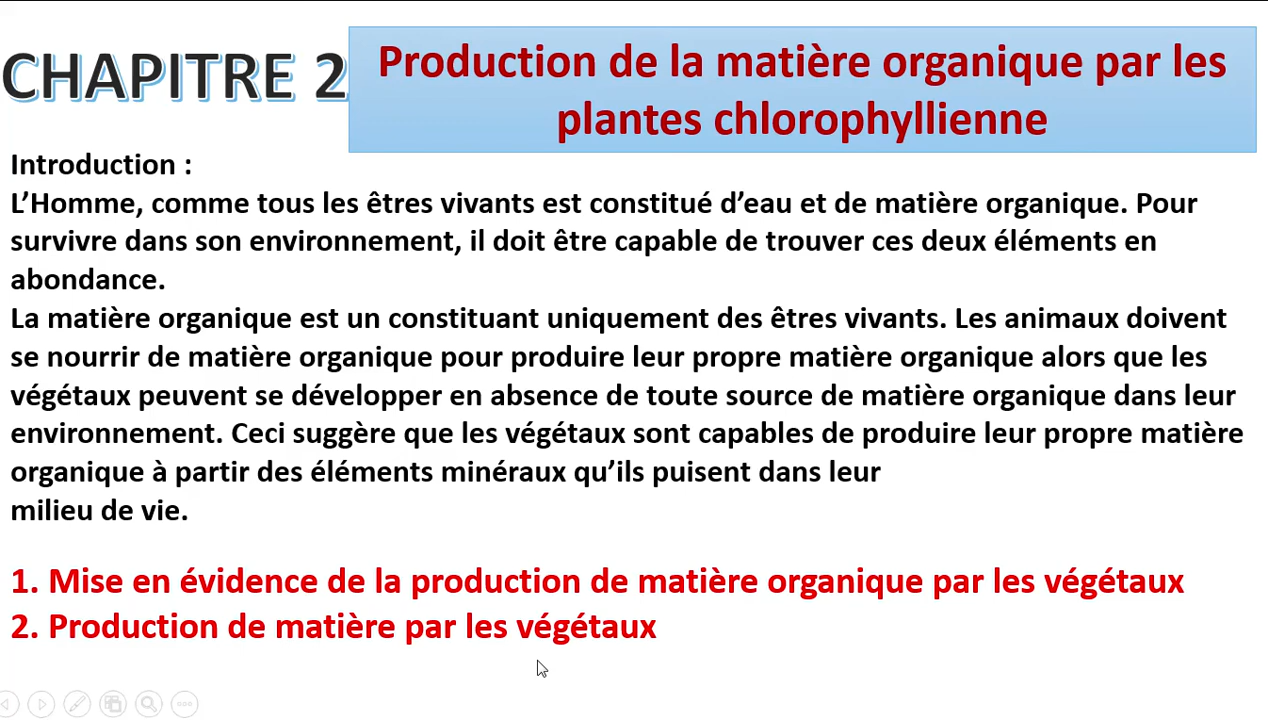 CHAPITRE 2
Production de la matière organique par les
plantes chlorophyllienne
Introduction :
L’Homme, comme tous les êtres vivants est constitué d’eau et de matière organique. Pour
survivre dans son environnement, il doit être capable de trouver ces deux éléments en
abondance.
La matière organique est un constituant uniquement des êtres vivants. Les animaux doivent
se nourrir de matière organique pour produire leur propre matière organique alors que les
végétaux peuvent se développer en absence de toute source de matière organique dans leur
environnement. Ceci suggère que les végétaux sont capables de produire leur propre matière
organique à partir des éléments minéraux qu’ils puisent dans leur
milieu de vie.
1. Mise en évidence de la production de matière organique par les végétaux
2. Production de matière par les végétaux